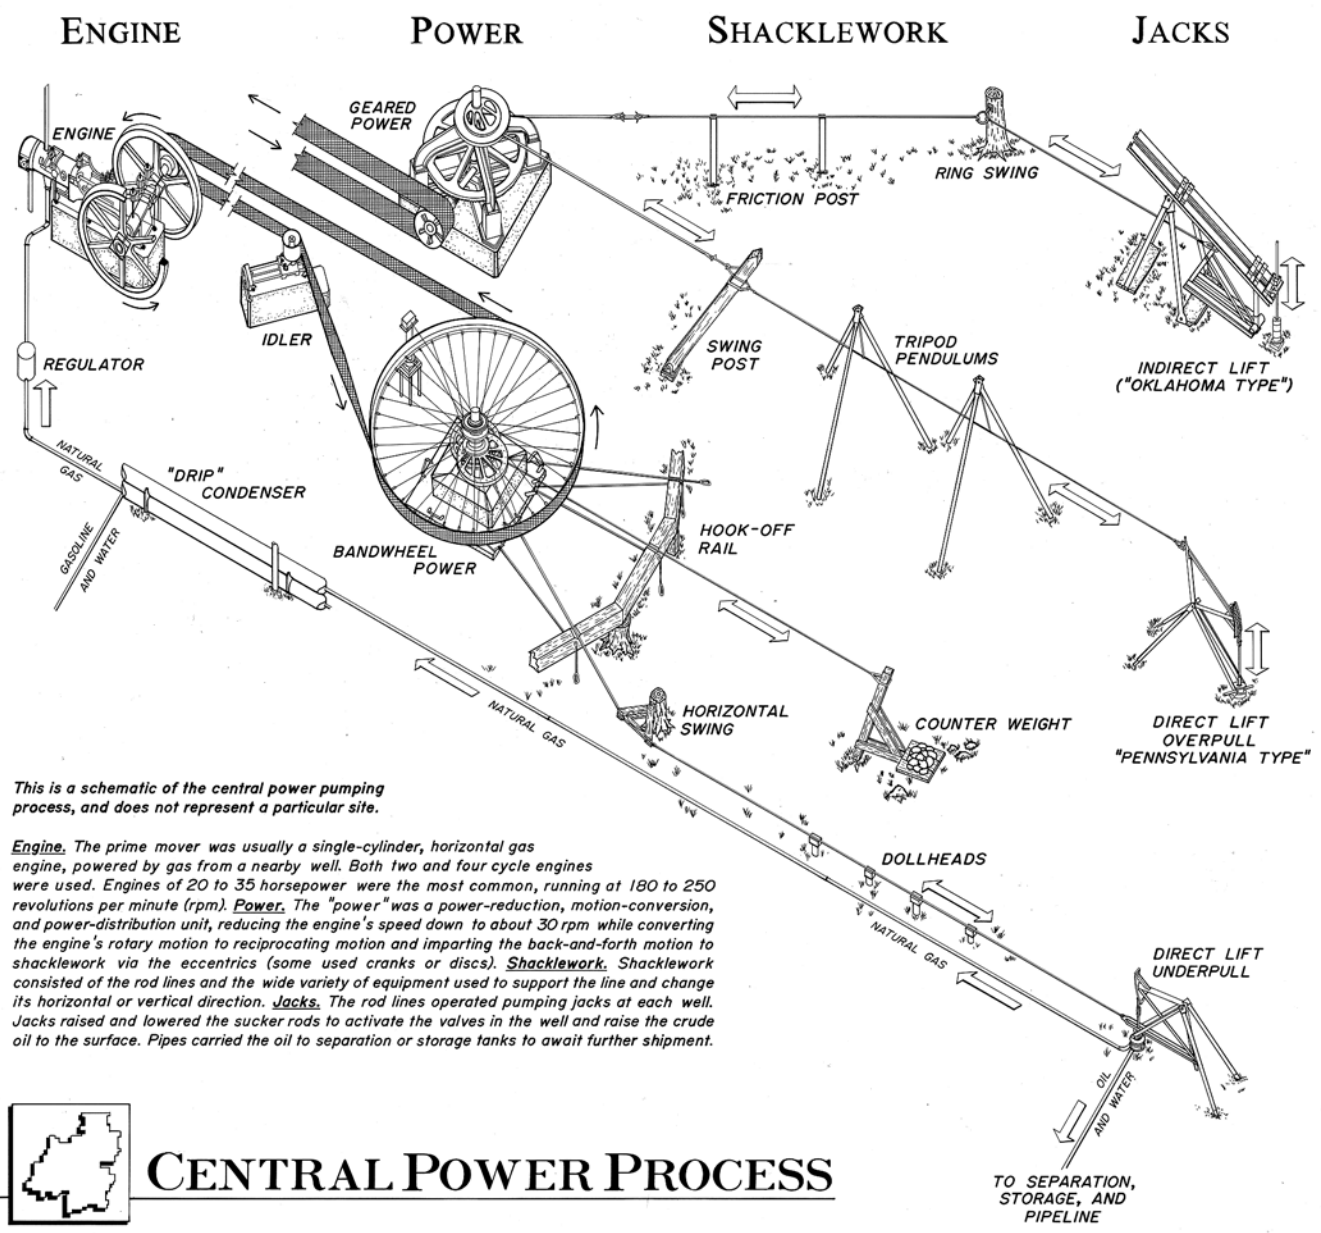 ENGINE
POWER
SHACKLEWORK
JACKS
ENGINE
GEARED
POWER
FRICTION POST
RING SWING
IDLER
REGULATOR
SWING
POST
TRIPOD
PENDULUMS
INDIRECT LIFT
("OKLAHOMA TYPE")
NATURAL
GAS
"DRIP"
CONDENSER
GASOLINE
AND WATER
BANDWHEEL
POWER
HOOK-OFF
RAIL
NATURAL GAS
HORIZONTAL
SWING
COUNTER WEIGHT
DIRECT LIFT
OVERPULL
"PENNSYLVANIA TYPE"
DOLLHEADS
NATURAL GAS
DIRECT LIFT
UNDERPULL
OIL
AND WATER
TO SEPARATION,
STORAGE, AND
PIPELINE
This is a schematic of the central power pumping
process, and does not represent a particular site.
Engine. The prime mover was usually a single-cylinder, horizontal gas
engine, powered by gas from a nearby well. Both two and four cycle engines
were used. Engines of 20 to 35 horsepower were the most common, running at 180 to 250
revolutions per minute (rpm). Power. The "power" was a power-reduction, motion-conversion,
and power-distribution unit, reducing the engine's speed down to about 30 rpm while converting
the engine's rotary motion to reciprocating motion and imparting the back-and-forth motion to
shacklework via the eccentrics (some used cranks or discs). Shacklework. Shacklework
consisted of the rod lines and the wide variety of equipment used to support the line and change
its horizontal or vertical direction. Jacks. The rod lines operated pumping jacks at each well.
Jacks raised and lowered the sucker rods to activate the valves in the well and raise the crude
oil to the surface. Pipes carried the oil to separation or storage tanks to await further shipment.
CENTRAL POWER PROCESS